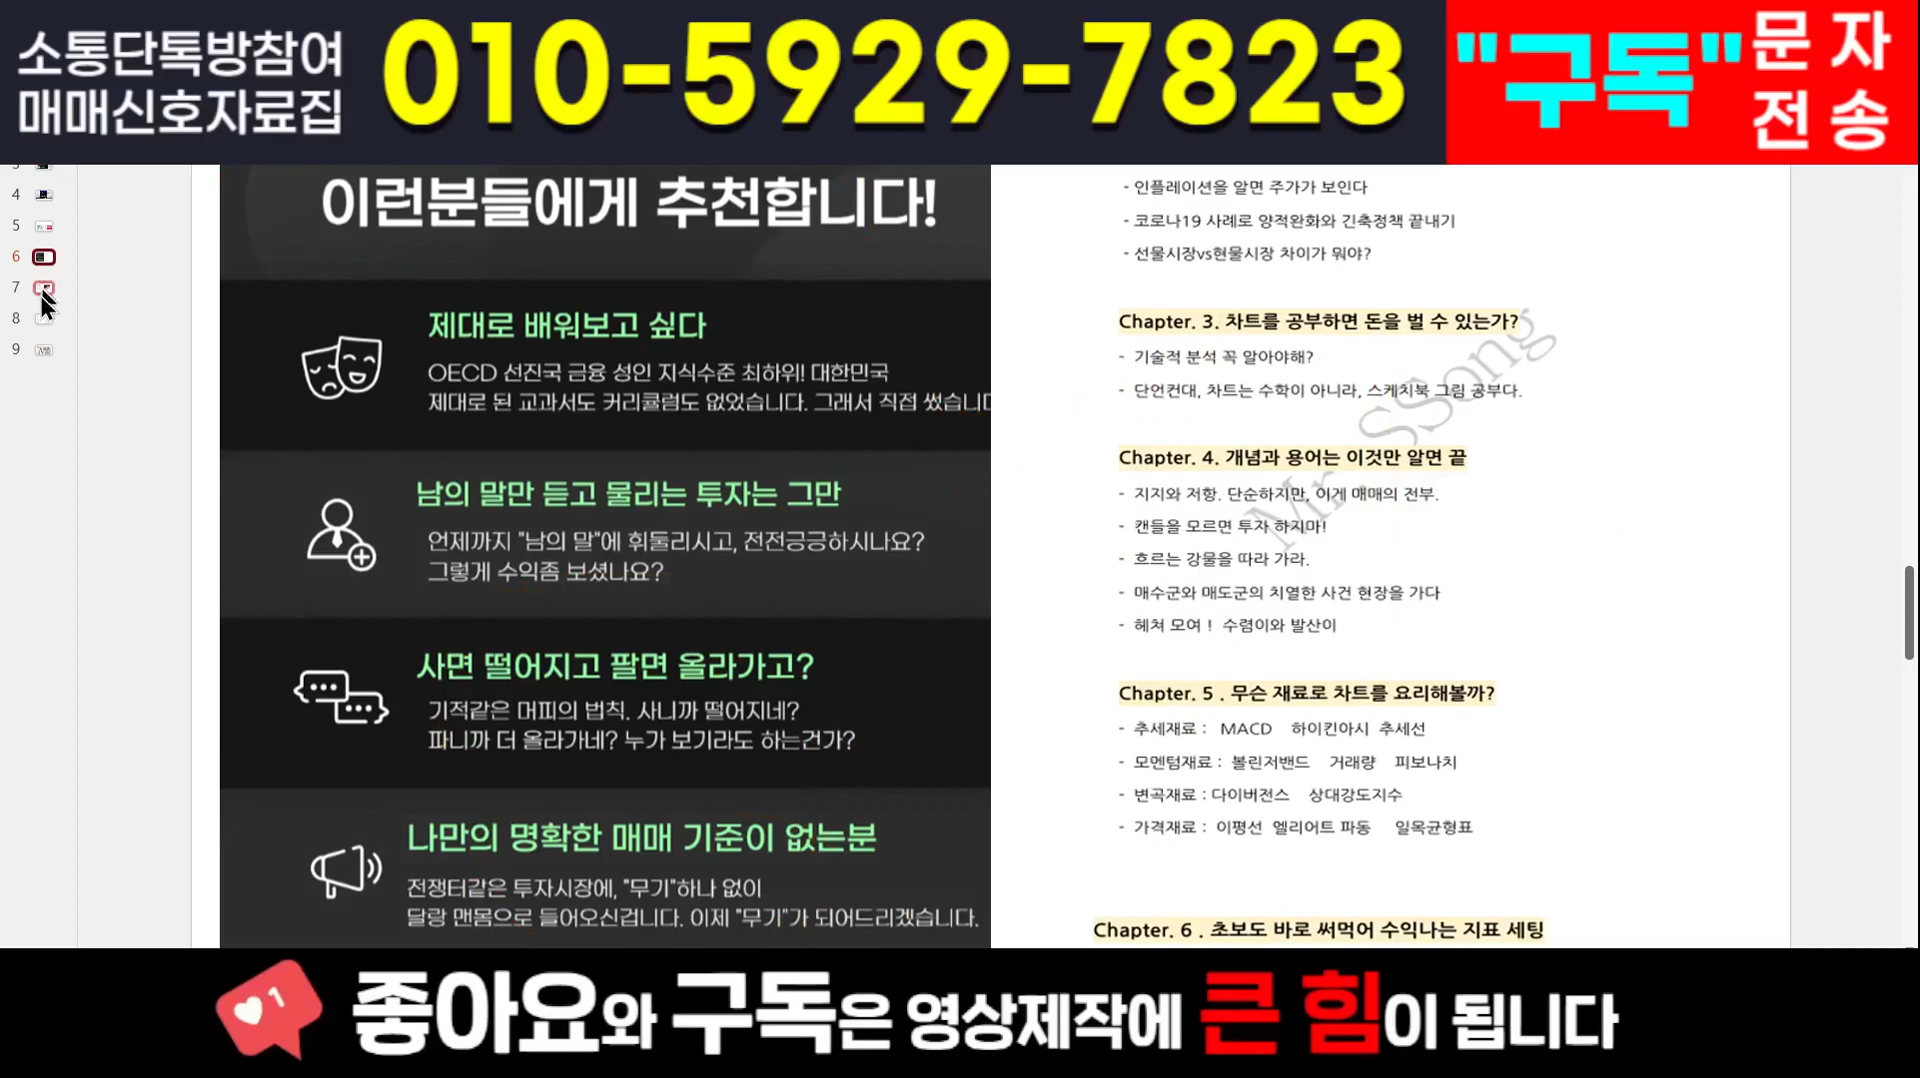 소통단톡방참여
매매신호자료집
010-5929-7823
"구독"
문자
전송
4
5
6
7
8
9
이런분들에게 추천합니다!
제대로 배워보고 싶다
OECD 선진국 금융 성인 지식수준 최하위! 대한민국
제대로 된 교과서도 커리큘럼도 없었습니다. 그래서 직접 썼습니다
남의 말만 듣고 물리는 투자는 그만
언제까지 "남의 말"에 휘둘리시고, 전전긍긍하시나요?
그렇게 수익좀 보셨나요?
사면 떨어지고 팔면 올라가고?
기적같은 머피의 법칙. 사니까 떨어지네?
파니까 더 올라가네? 누가 보기라도 하는건가?
나만의 명확한 매매 기준이 없는분
전쟁터같은 투자시장에, "무기"하나 없이
달랑 맨몸으로 들어오신겁니다. 이제 "무기"가 되어드리겠습니다.
- 인플레이션을 알면 주가가 보인다
- 코로나19 사례로 양적완화와 긴축정책 끝내기
- 선물시장vs현물시장 차이가 뭐야?
Chapter. 3. 차트를 공부하면 돈을 벌 수 있는가?
- 기술적 분석 꼭 알아야해?
- 단언컨대, 차트는 수학이 아니라, 스케치북 그림 공부다.
Chapter. 4. 개념과 용어는 이것만 알면 끝
- 지지와 저항. 단순하지만, 이게 매매의 전부.
- 캔들을 모르면 투자 하지마!
- 흐르는 강물을 따라 가라.
- 매수군와 매도군의 치열한 사건 현장을 가다
- 헤쳐 모여 ! 수렴이와 발산이
Chapter. 5 . 무슨 재료로 차트를 요리해볼까?
- 추세재료 : MACD 하이킨아시 추세선
- 모멘텀재료 : 볼린저밴드 거래량 피보나치
- 변곡재료 : 다이버전스 상대강도지수
- 가격재료 : 이평선 엘리어트 파동 일목균형표
Chapter. 6 . 초보도 바로 써먹어 수익나는 지표 세팅
Mr. SSong
1
좋아요와 구독은 영상제작에 큰 힘이 됩니다